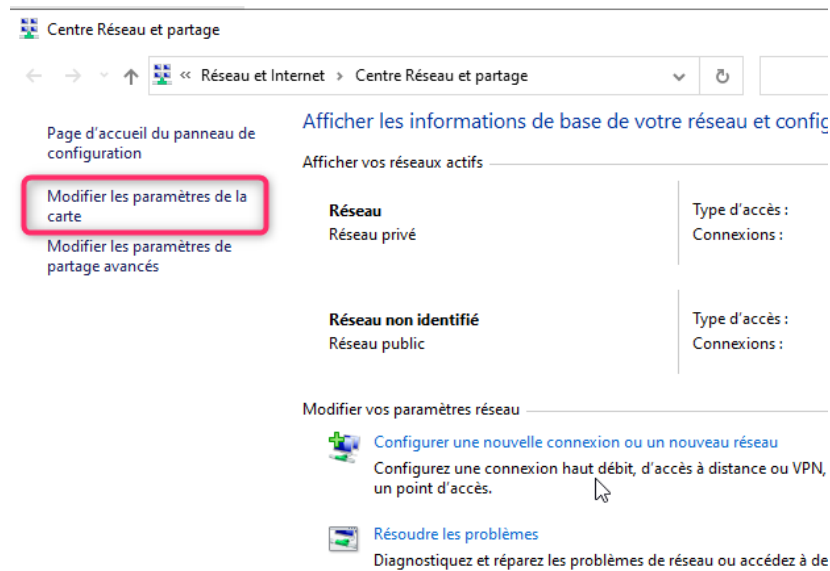 Centre Réseau et partage
« Réseau et Internet > Centre Réseau et partage
Page d'accueil du panneau de
configuration
Modifier les paramètres de la
carte
Modifier les paramètres de
partage avancés
Afficher les informations de base de votre réseau et config
Afficher vos réseaux actifs
Réseau
Réseau privé
Type d'accès :
Connexions :
Réseau non identifié
Réseau public
Type d'accès :
Connexions :
Modifier vos paramètres réseau
Configurer une nouvelle connexion ou un nouveau réseau
Configurez une connexion haut débit, d'accès à distance ou VPN,
un point d'accès.
Résoudre les problèmes
Diagnostiquez et réparez les problèmes de réseau ou accédez à de